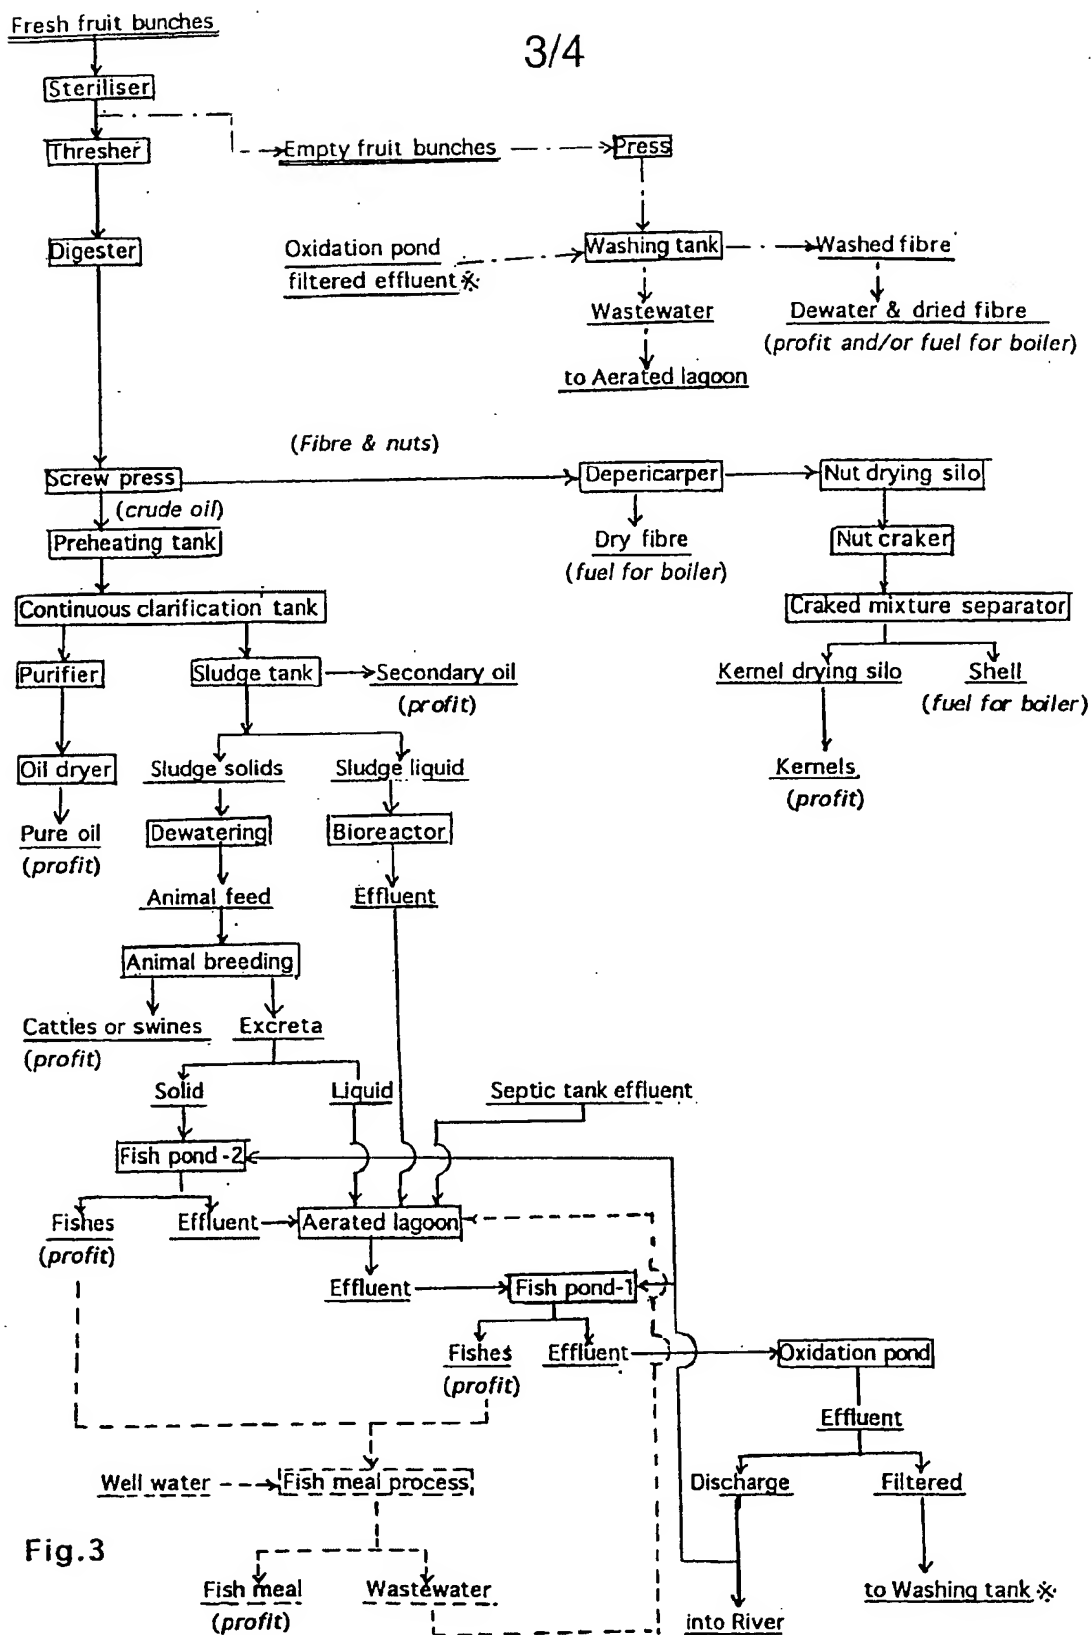 Fresh fruit bunches
3/4
Steriliser
Thresher
Empty fruit bunches
Press
Digester
Oxidation pond
filtered effluent※
Washing tank
Washed fibre
Wastewater
Dewater & dried fibre
(profit and/or fuel for boiler)
to Aerated lagoon
(Fibre & nuts)
Screw press
Depericarper
Nut drying silo
(crude oil)
Preheating tank
Dry fibre
(fuel for boiler)
Nut craker
Continuous clarification tank
Craked mixture separator
Purifier
Sludge tank
Secondary oil
(profit)
Kernel drying silo
Shell
(fuel for boiler)
Oil dryer
Sludge solids
Sludge liquid
Kernels
(profit)
Pure oil
(profit)
Dewatering
Bioreactor
Animal feed
Effluent
Animal breeding
Cattles or swines
(profit)
Excreta
Solid
Liquid
Septic tank effluent
Fish pond-2
Fishes
(profit)
Effluent
Aerated lagoon
Effluent
Fish pond-1
Fishes
(profit)
Effluent
Oxidation pond
Effluent
Well water
Fish meal process
Discharge
Filtered
Fig.3
Fish meal
(profit)
Wastewater
into River
to Washing tank ※